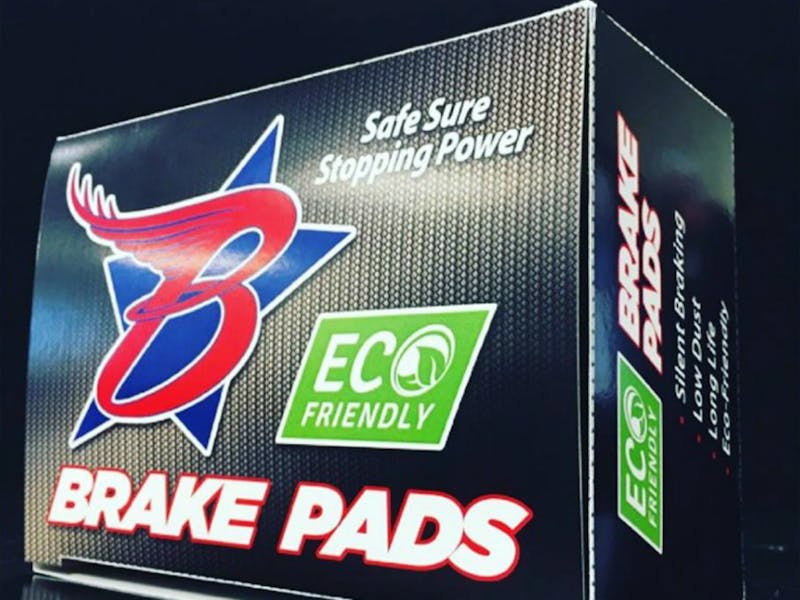 Safe Sure
Stopping Power
B
ECO
FRIENDLY
BRAKE PADS
BRAKE
PADS
Silent Braking
Low Dust
Long Life
Eco-Friendly
ECO
FRIENDLY